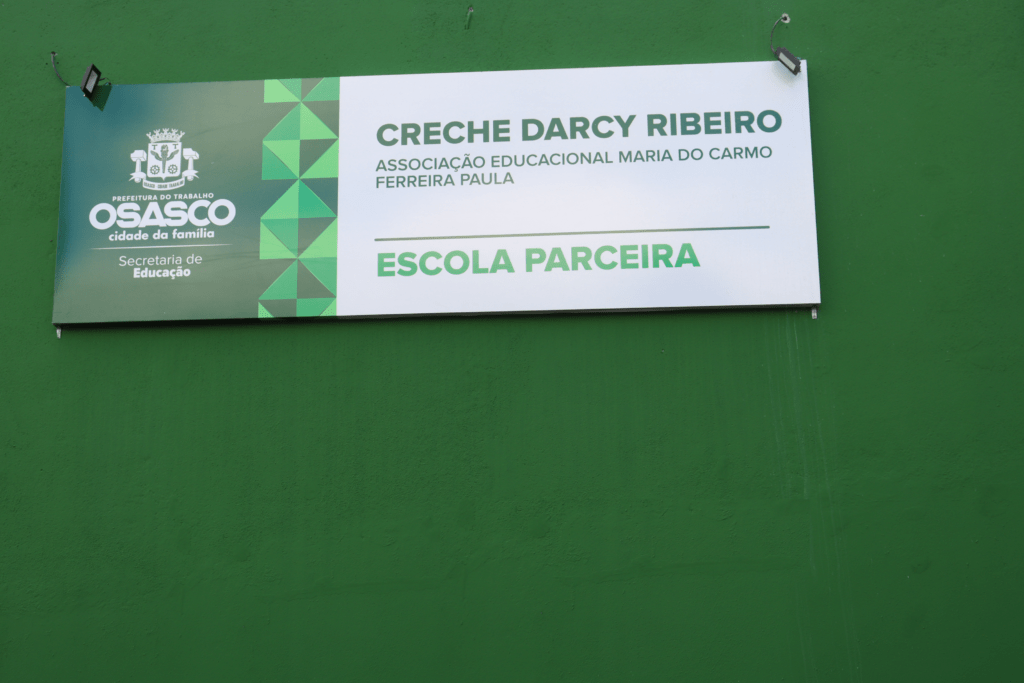 PREFEITURA DO TRABALHO
OSASCO
cidade da família
Secretaria de
Educação
CRECHE DARCY RIBEIRO
ASSOCIAÇÃO EDUCACIONAL MARIA DO CARMO
FERREIRA PAULA
ESCOLA PARCEIRA